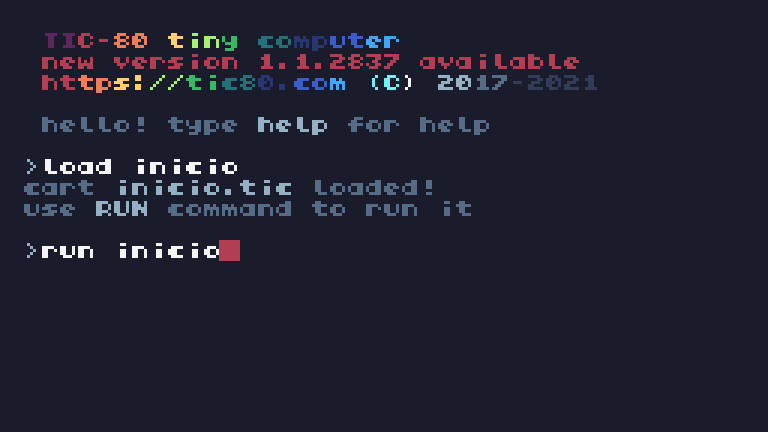 TIC-80 tiny computer
new version 1.1.2837 available
https://tic80.com (C) 2017-2021
hello! type help for help
>load inicio
cart inicio.tic loaded!
use RUN command to run it
>run inicio